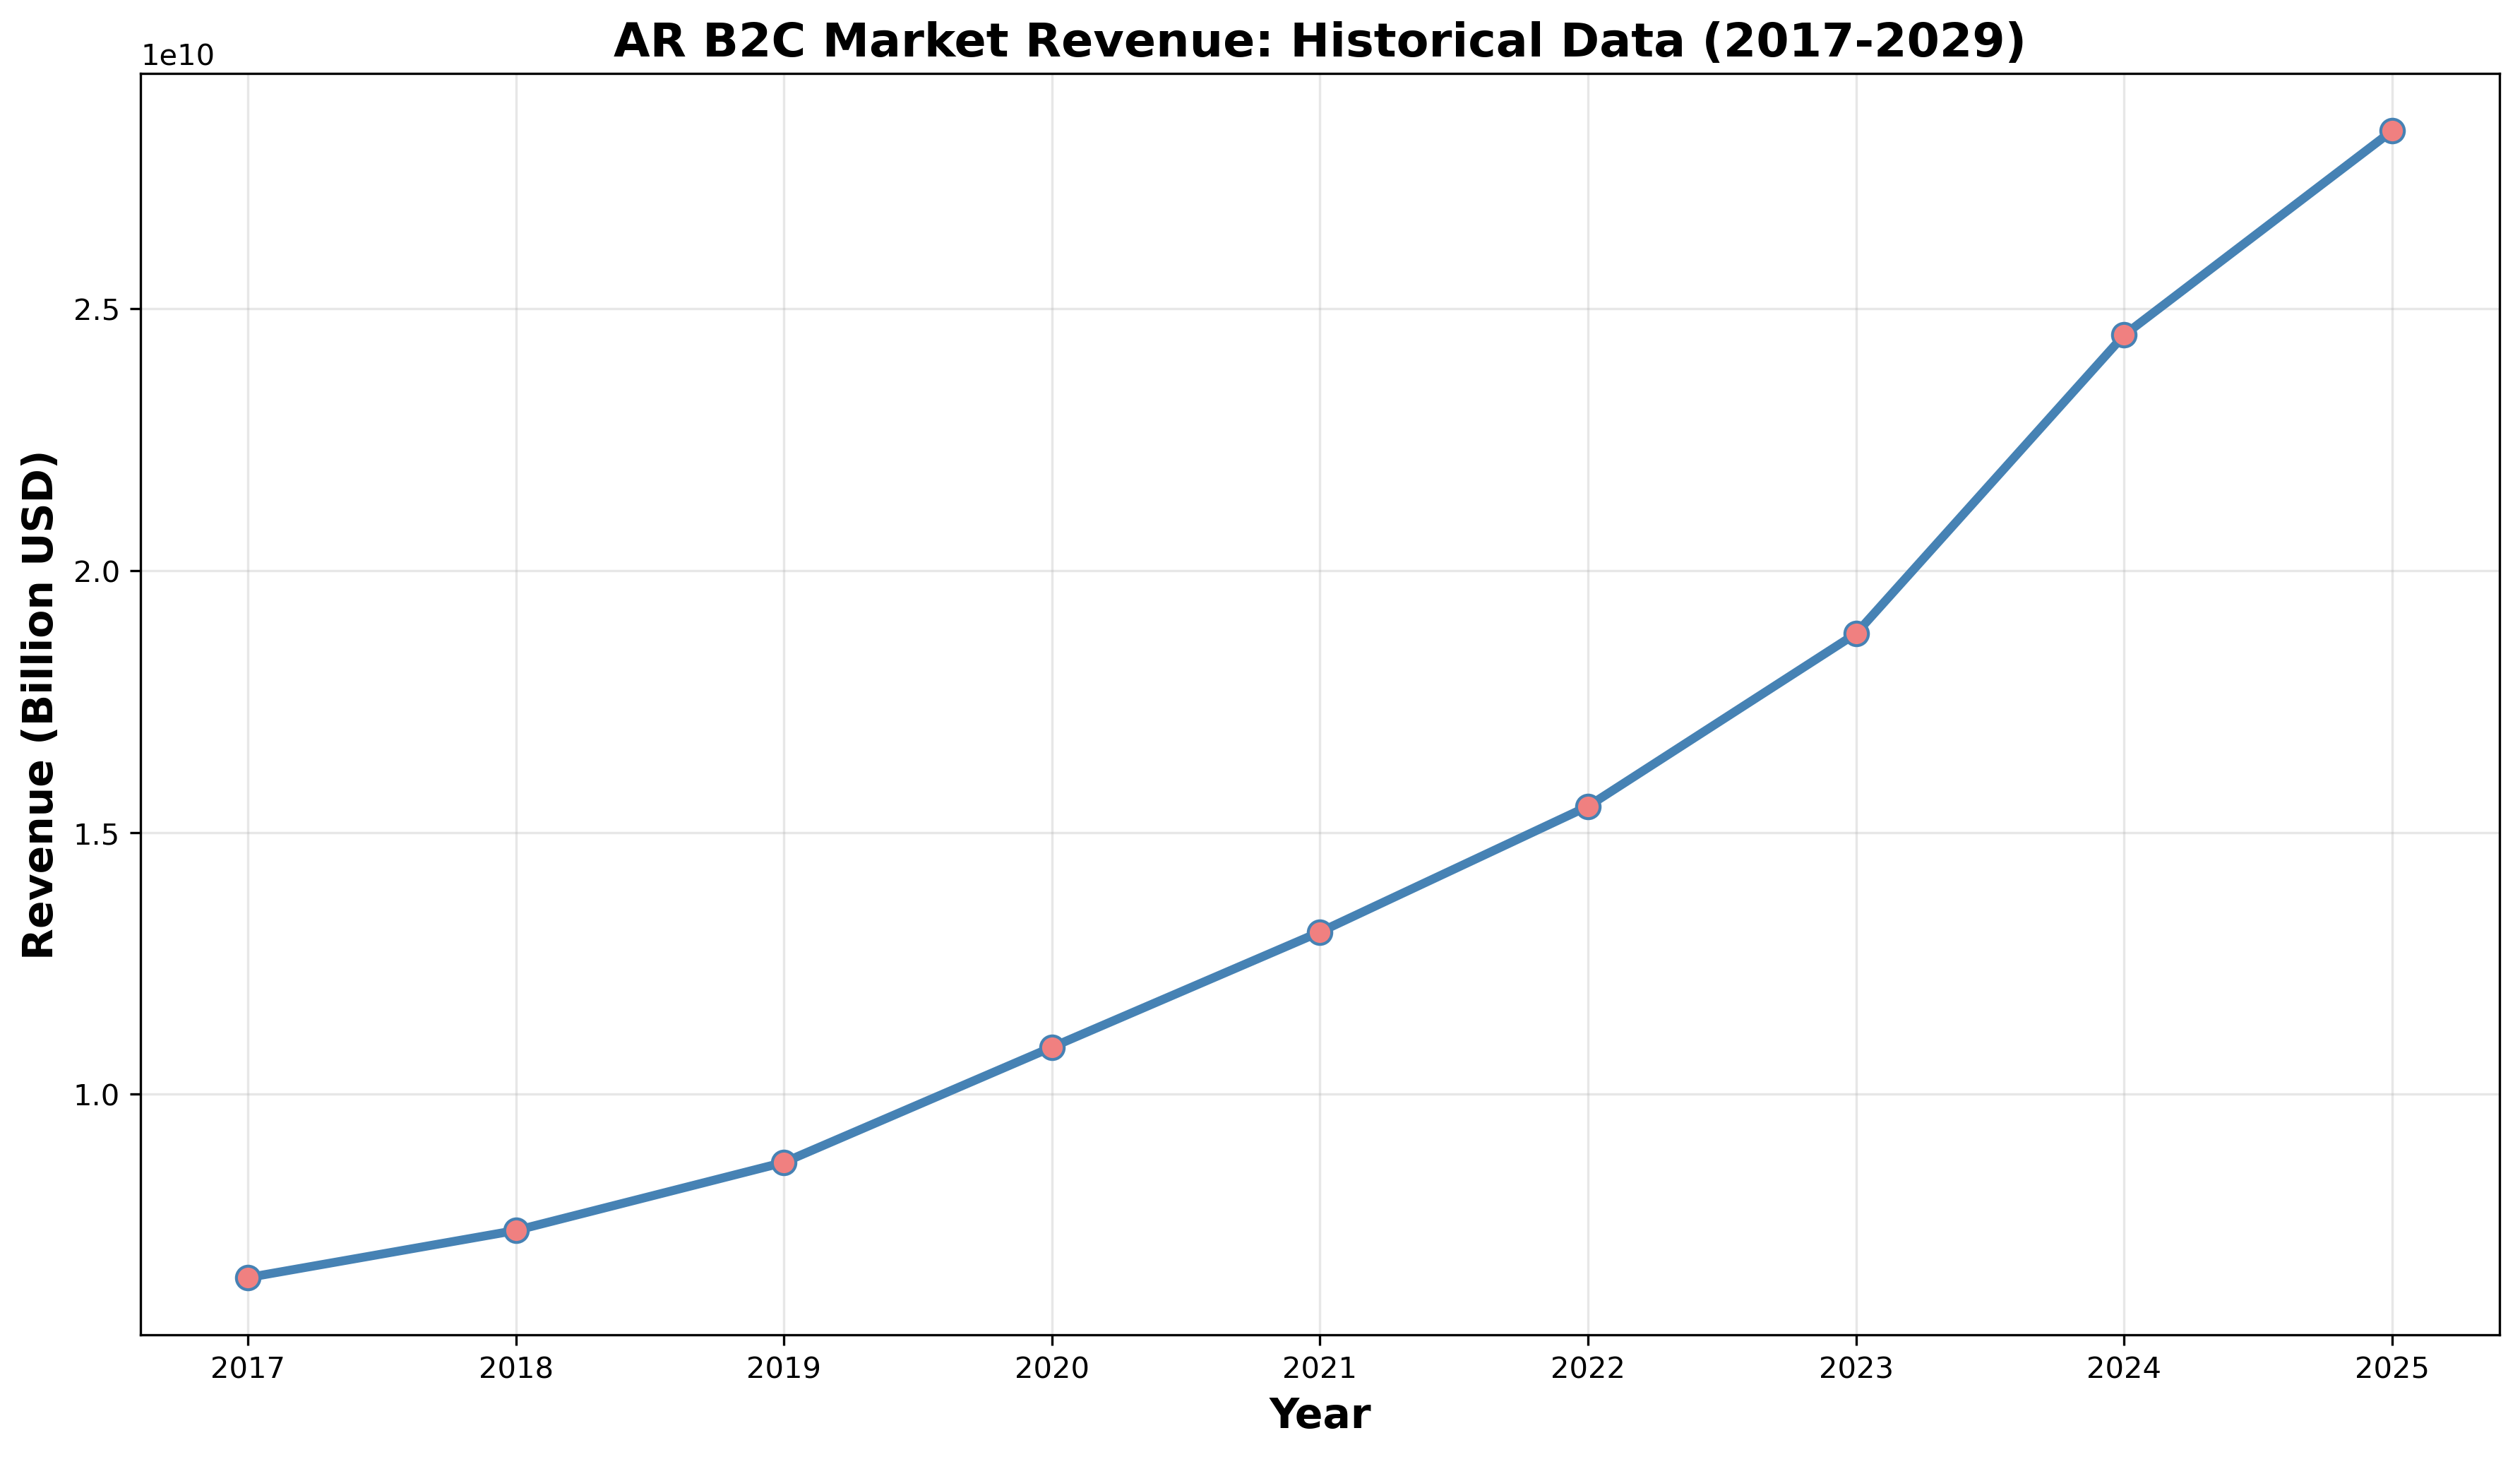 AR B2C Market Revenue: Historical Data (2017-2029)
1e10
Revenue (Billion USD)
2.5
2.0
1.5
1.0
2017 2018 2019 2020 2021 2022 2023 2024 2025
Year